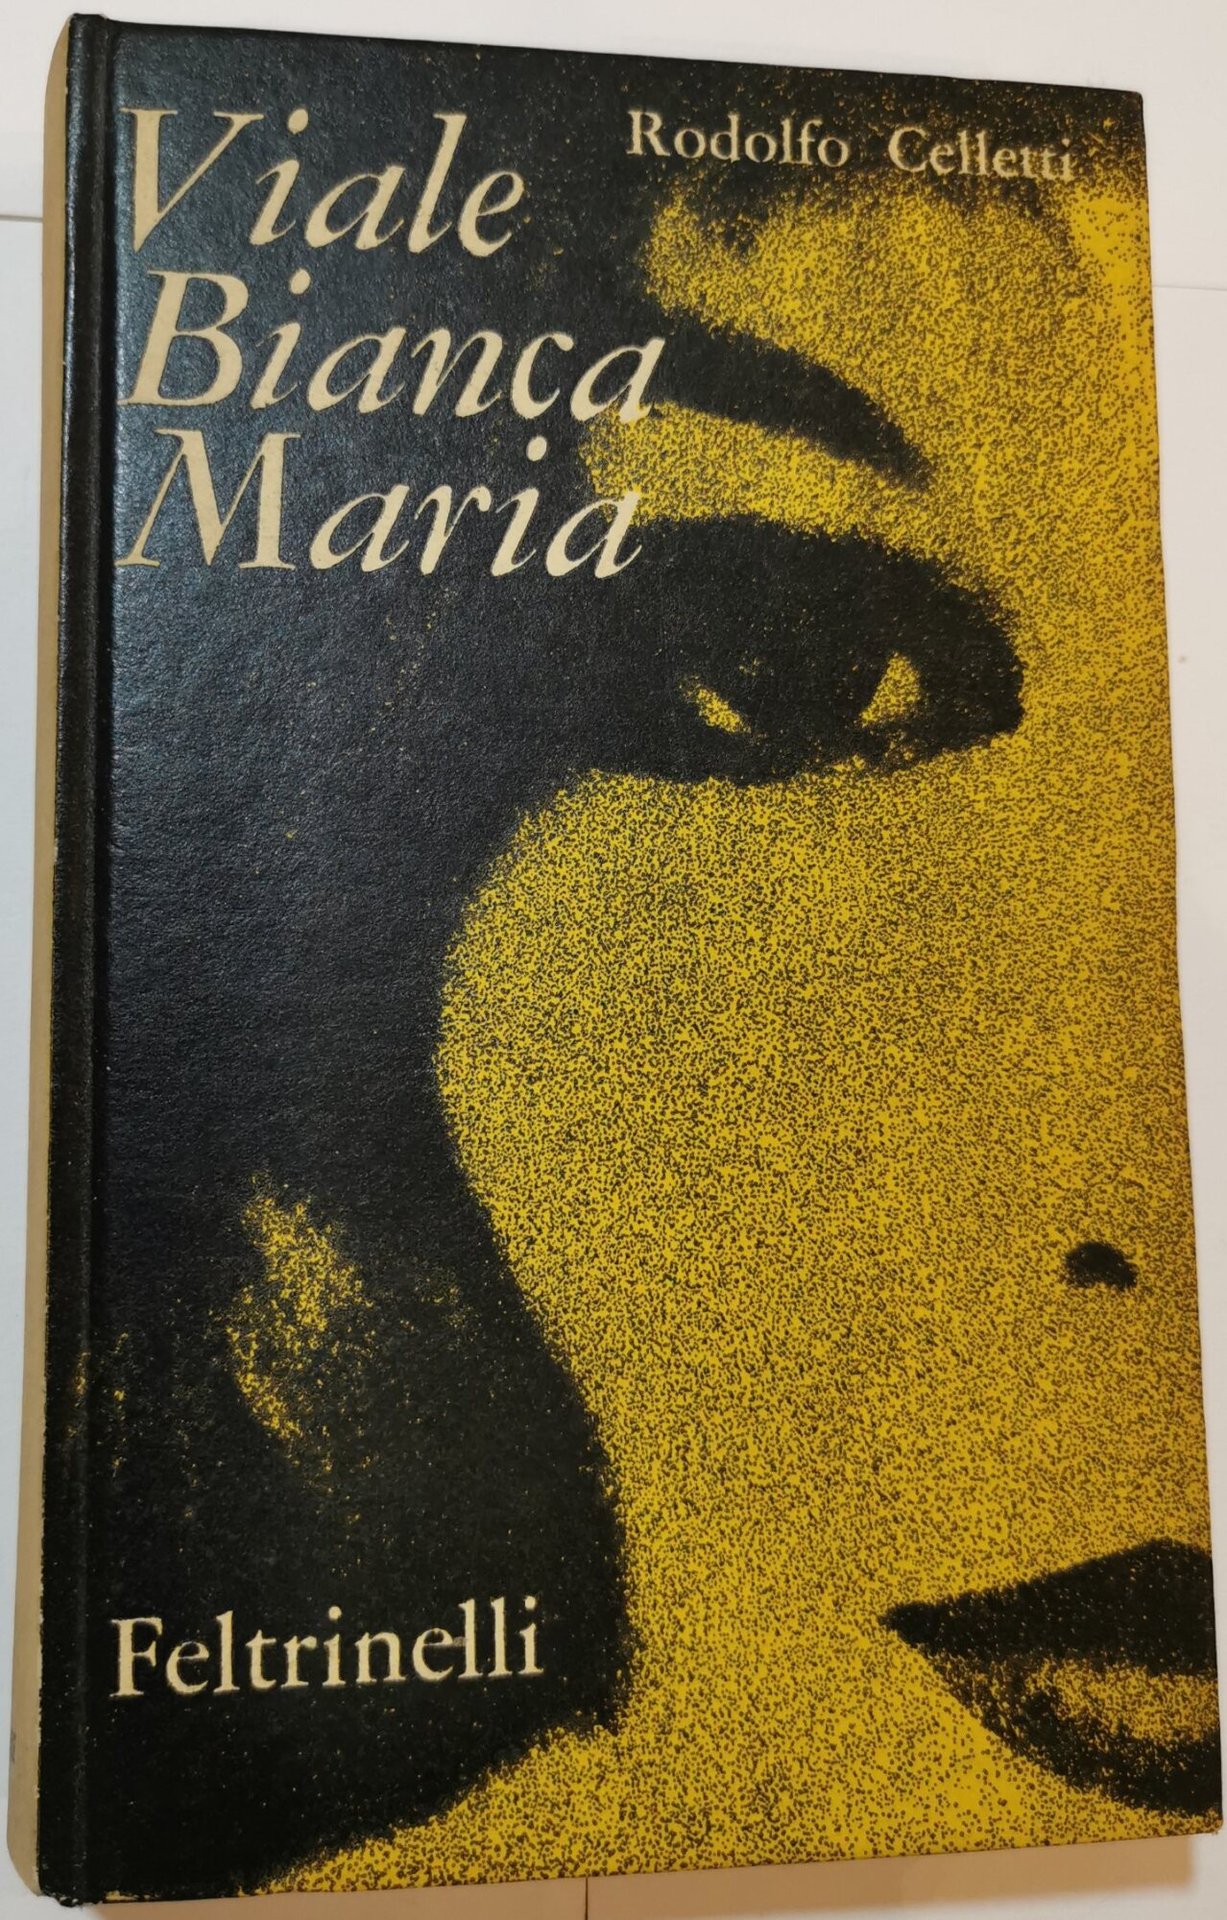 Rodolfo Celletti
Viale
Bianca
Maria
Feltrinelli